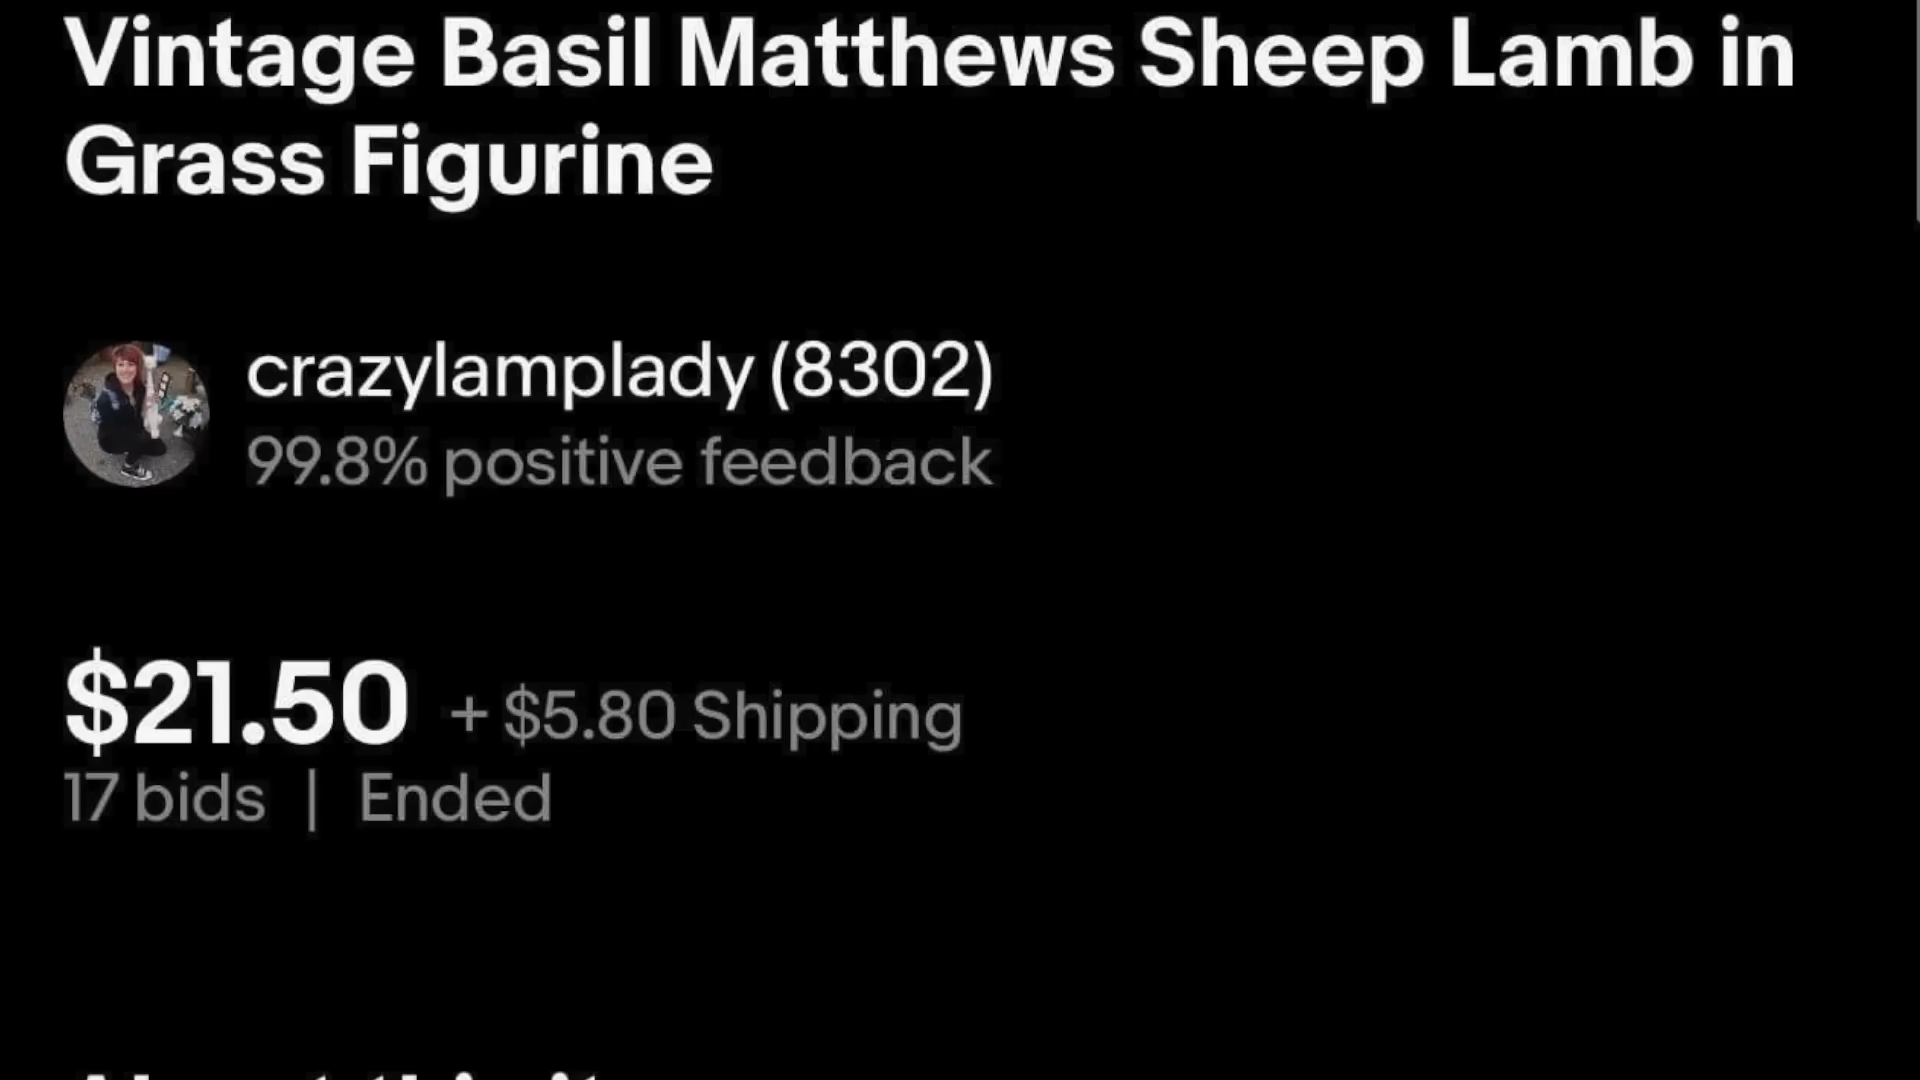 Vintage Basil Matthews Sheep Lamb in
Grass Figurine
crazylamplady (8302)
99.8% positive feedback
$21.50 + $5.80 Shipping
17 bids | Ended